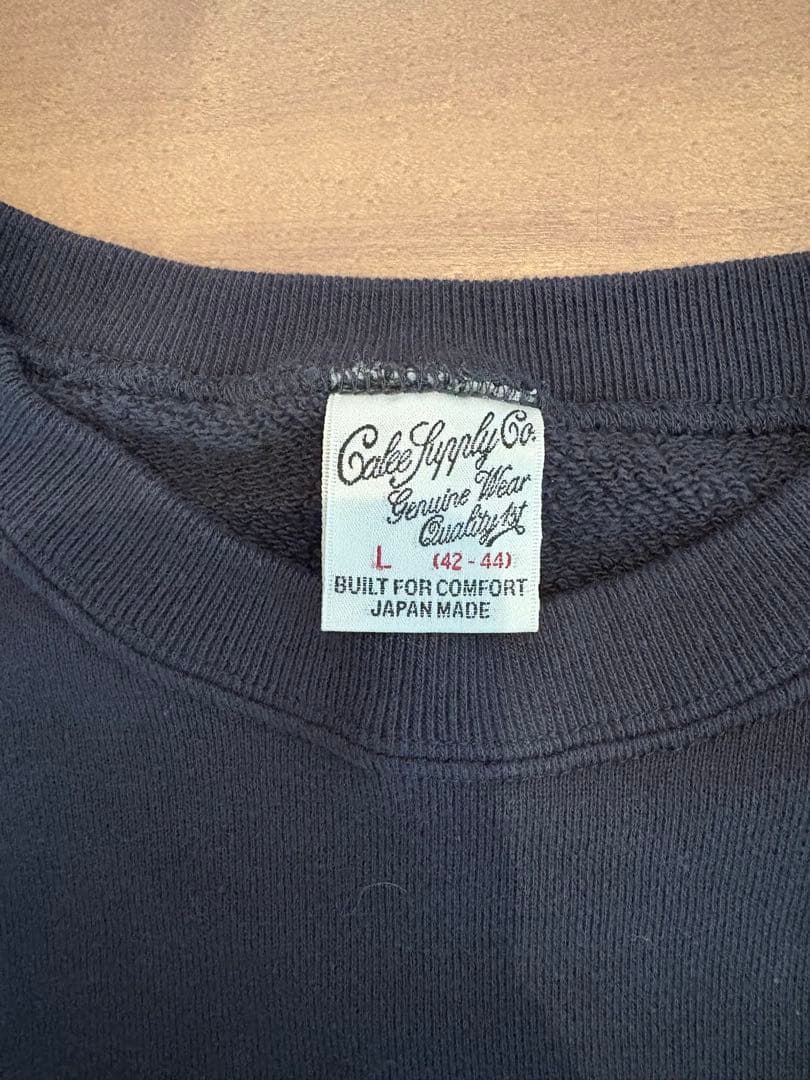 Calee Supply Co.
Genuine Wear
Quality 1st
L (42 - 44)
BUILT FOR COMFORT
JAPAN MADE